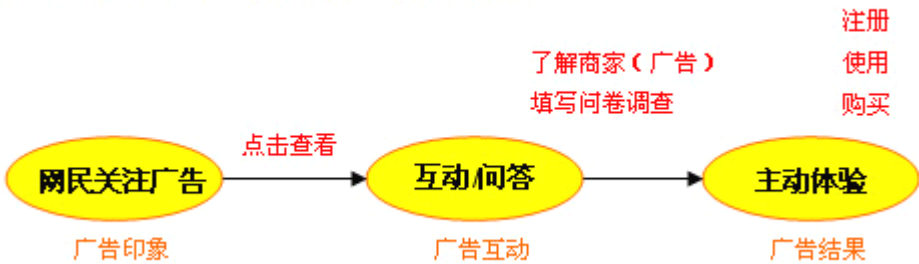 注册
了解商家（广告）
使用
填写问卷调查
购买
点击查看
网民关注广告
互动/问答
主动体验
广告印象
广告互动
广告结果